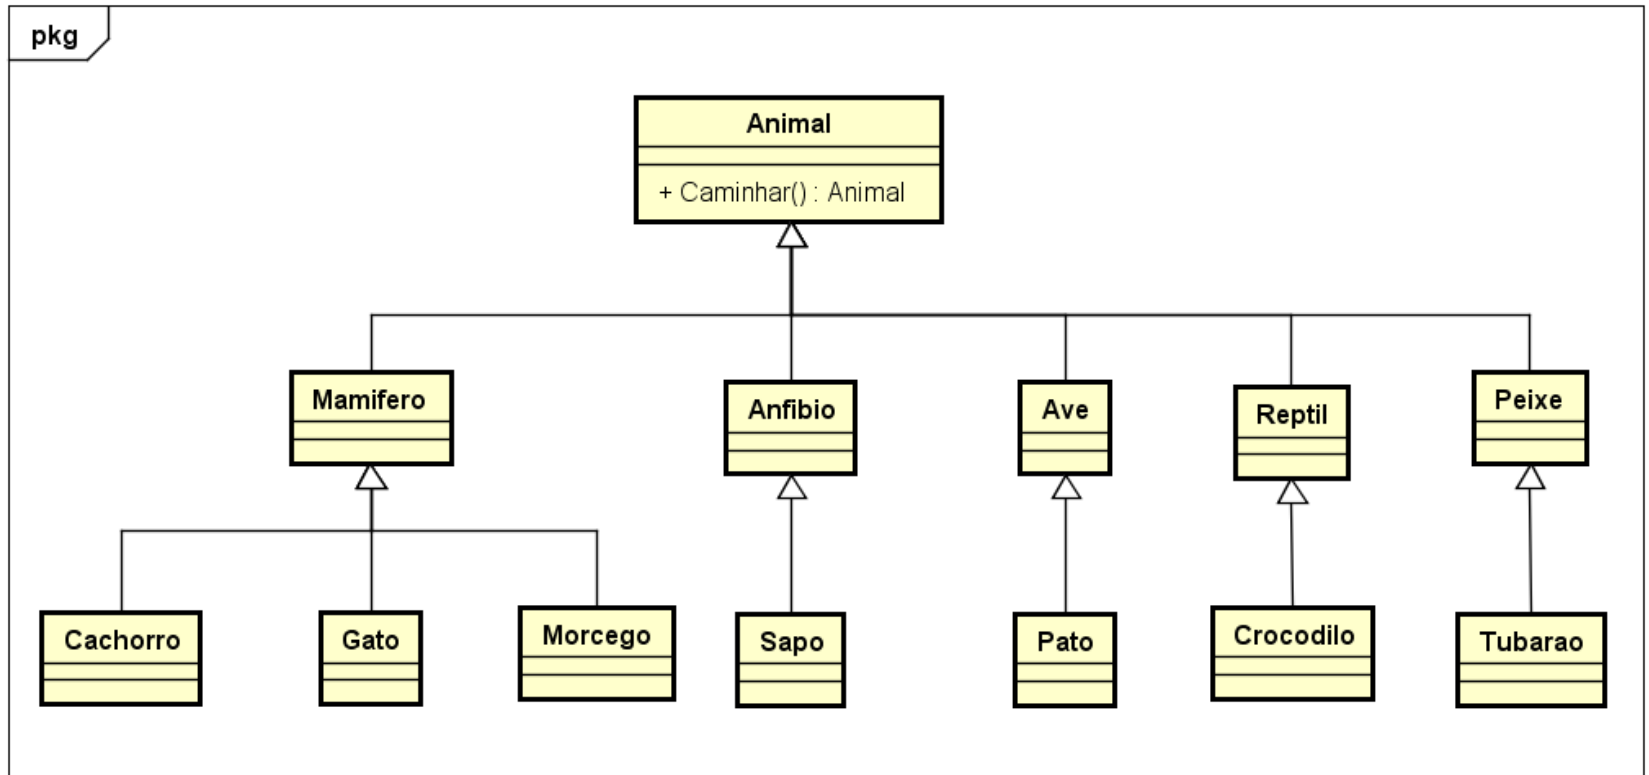 pkg
Animal
+ Caminhar() : Animal
Mamifero
Anfibio
Ave
Reptil
Peixe
Cachorro
Gato
Morcego
Sapo
Pato
Crocodilo
Tubarao